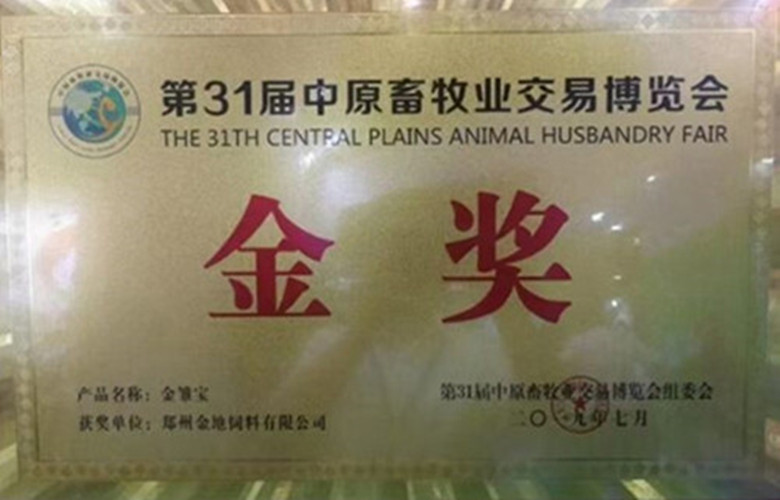 第31届中原畜牧业交易博览会
THE 31TH CENTRAL PLAINS ANIMAL HUSBANDRY FAIR
金奖
产品名称：金雏宝
获奖单位：郑州金地饲料有限公司
第31届中原畜牧业交易博览会组委会
二〇一九年七月